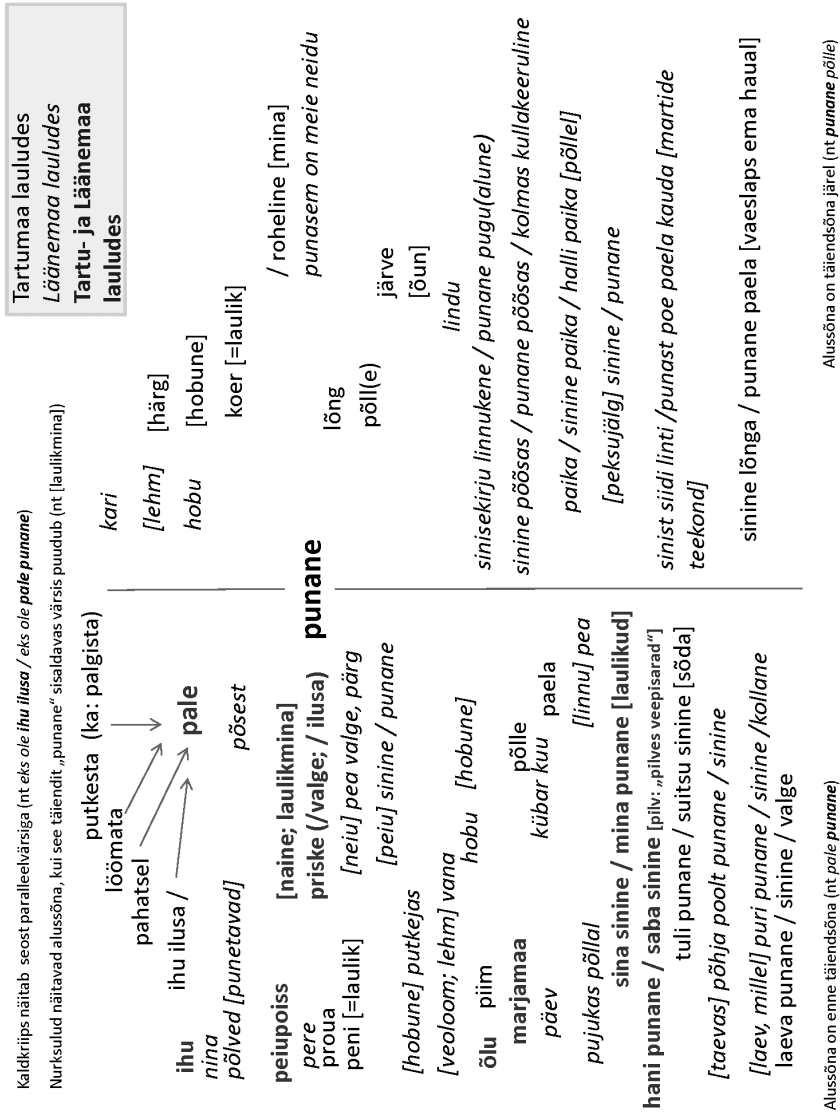 Kaldkriips näitab seost paralleelvärsiga (nt eks ole ihu ilusa / eks ole pale punane)
Nurksulud näitavad alussõna, kui see täiendit „punane“ sisaldavas värsis puudub (nt [laulikmina])
Tartumaa lauludes
Läänemaa lauludes
Tartu- ja Läänemaa
lauludes
putkesta (ka: palgista)
löömata
pahatsel
ihu ilusa /
pale
ihu
nina
põsest
põlved [punetavad]
peiupoiss
[naine; laulikmina]
pere
priske (/valge; / ilusa)
proua
peni [=laulik]
[neiu] pea valge, pärg
[peiu] sinine / punane
[hobune] putkejas
[veoloom; lehm] vana
hobu [hobune]
õlu piim
marjamaa
põlle
päev
kübar kuu
paela
pujukas põllal
[linnu] pea
sina sinine / mina punane [laulikud]
hani punane / saba sinine [pilv: „pilves veepisarad“]
tuli punane / suitsu sinine [sõda]
[taevas] põhja poolt punane / sinine
[laev, millel] puri punane / sinine /kollane
laeva punane / sinine / valge
Alussõna on enne täiendsõna (nt pale punane)
punane
kari
[lehm] [härg]
hobu [hobune]
koer [=laulik]
/ roheline [mina]
punasem on meie neidu
lõng
põll(e)
järve
[õun]
lindu
sinisekirju linnukene / punane pugu(alune)
sinine põõsas / punane põõsas / kolmas kullakeeruline
paika / sinine paika / halli paika [põllel]
[peksujälg] sinine / punane
sinist siidi linti /punast poe paela kauda [martide
teekond]
sinine lõnga / punane paela [vaeslaps ema haual]
Alussõna on täiendsõna järel (nt punane põlle)